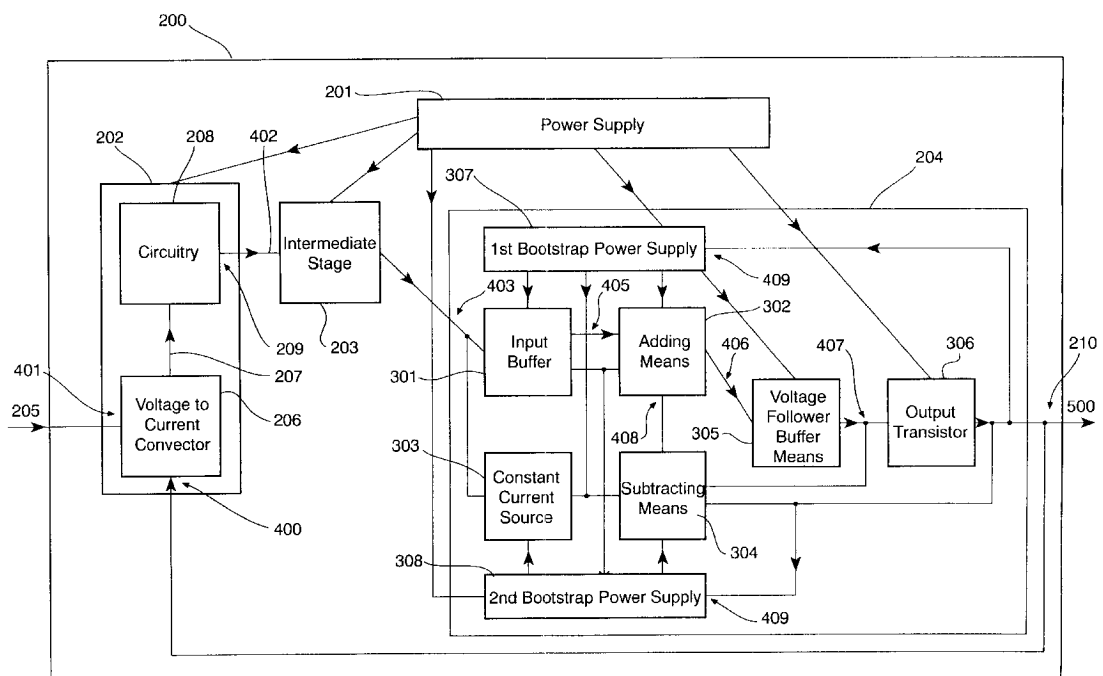 200
201
Power Supply
202
208
402
204
307
Circuitry
Intermediate
Stage
1st Bootstrap Power Supply
409
403
405
302
209
203
Input
Buffer
Adding
Means
406
407
306
210
301
401
207
205
Voltage to
Current
Convector
206
408
305
Voltage
Follower
Buffer
Means
Output
Transistor
500
303
Constant
Current
Source
Subtracting
Means
400
304
308
2nd Bootstrap Power Supply
409